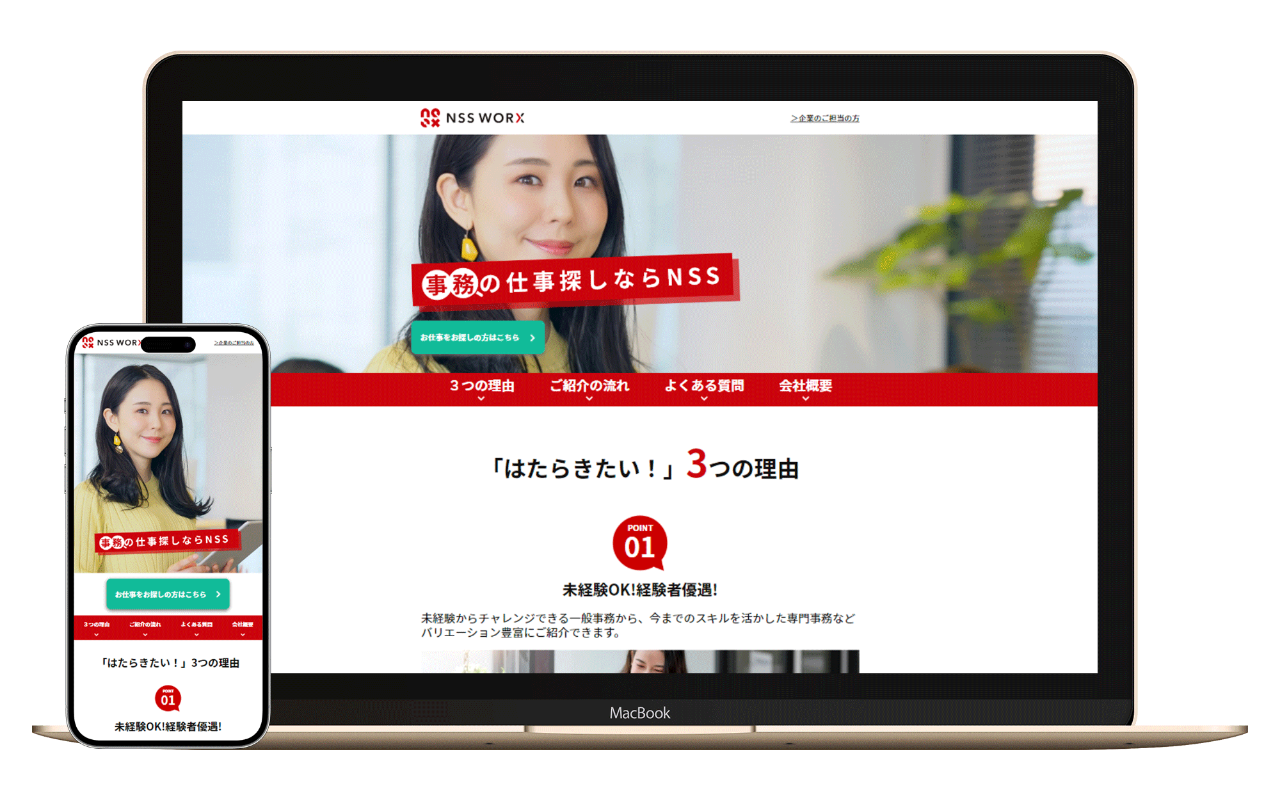 NSS WORX
＞企業のご担当の方
事務の仕事探しならNSS
お仕事をお探しの方はこちら
３つの理由 ご紹介の流れ よくある質問 会社概要
「はたらきたい！」3つの理由
POINT
01
未経験OK!経験者優遇!
未経験からチャレンジできる一般事務から、今までのスキルを活かした専門事務など
バリエーション豊富にご紹介できます。
MacBook
NSS WOR
＞企業のご担当の方
事務の仕事探しならNSS
お仕事をお探しの方はこちら
３つの理由 ご紹介の流れ よくある質問 会社概要
「はたらきたい！」3つの理由
POINT
01
未経験OK!経験者優遇!